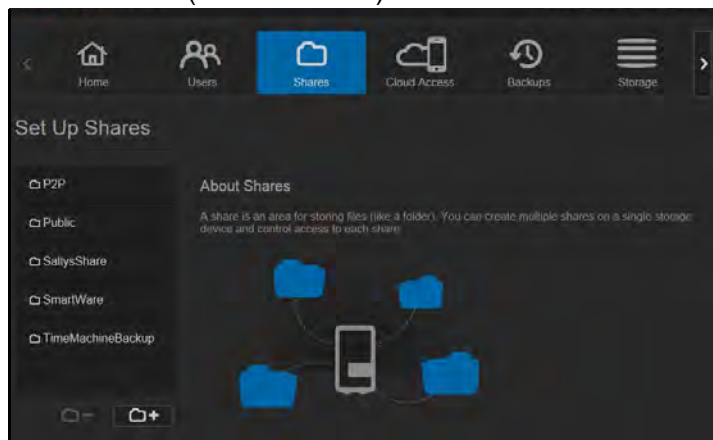 Home Users Shares Cloud Access Backups Storage
Set Up Shares
P2P
Public
SallysShare
SmartWare
TimeMachineBackup
About Shares
A share is an area for storing files (like a folder). You can create multiple shares on a single storage
device and control access to each share.